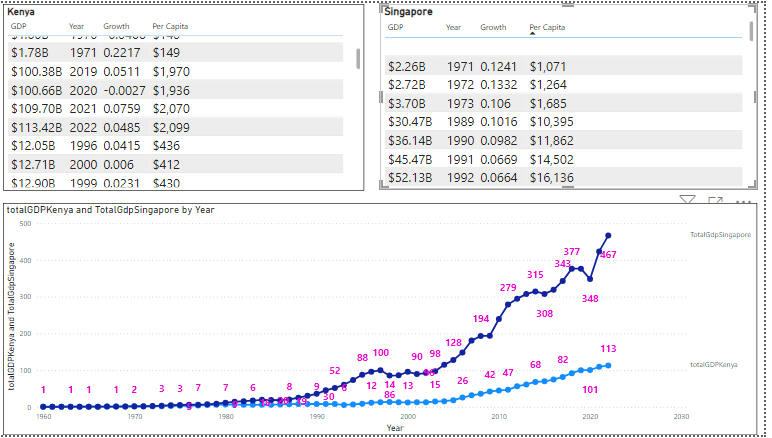 Kenya
GDP Year Growth Per Capita
$1.78B 1971 0.2217 $149
$100.38B 2019 0.0511 $1,970
$100.66B 2020 -0.0027 $1,936
$109.70B 2021 0.0759 $2,070
$113.42B 2022 0.0485 $2,099
$12.05B 1996 0.0415 $436
$12.71B 2000 0.006 $412
$12.90B 1999 0.0231 $430
Singapore
GDP Year Growth Per Capita
$2.26B 1971 0.1241 $1,071
$2.72B 1972 0.1332 $1,264
$3.70B 1973 0.106 $1,685
$30.47B 1989 0.1016 $10,395
$36.14B 1990 0.0982 $11,862
$45.47B 1991 0.0669 $14,502
$52.13B 1992 0.0664 $16,136
totalGDPKenya and TotalGdpSingapore by Year
totalGDPKenya and TotalGdpSingapore
500
400
300
200
100
0
TotalGdpSingapore
totalGDPKenya
377
467
343
315
348
308
279
194
128
98
90
100
88
52
113
101
82
68
47
42
26
15
13
14
12
86
30
9
8
6
7
7
3
3
2
1
1
1
1
1960 1970 1980 1990 2000 2010 2020 2030
Year